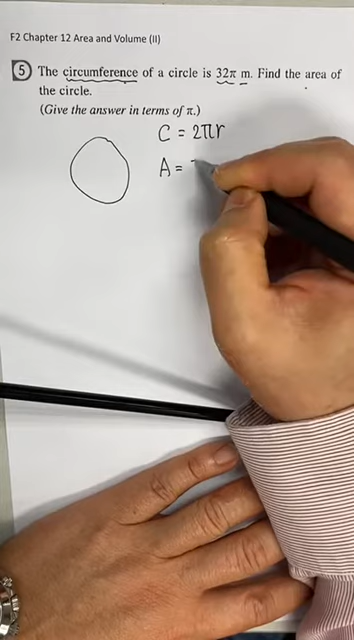 F2 Chapter 12 Area and Volume (II)
5 The circumference of a circle is 32π m. Find the area of
the circle.
(Give the answer in terms of π.)
C = 2πr
A =